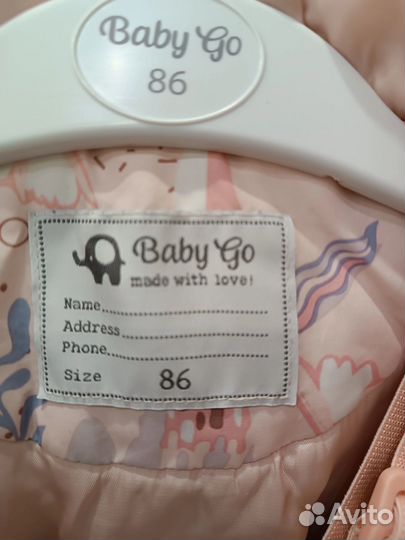 Baby Go
86
Baby Go
made with love!
Name
Address
Phone
Size 86
Avito